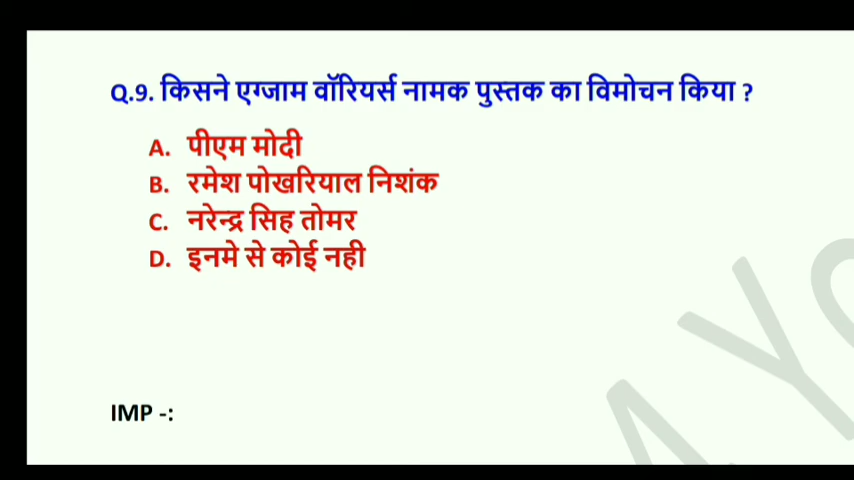 Q.9. किसने एग्जाम वॉरियर्स नामक पुस्तक का विमोचन किया ?
A. पीएम मोदी
B. रमेश पोखरियाल निशंक
C. नरेन्द्र सिह तोमर
D. इनमे से कोई नही
IMP -: